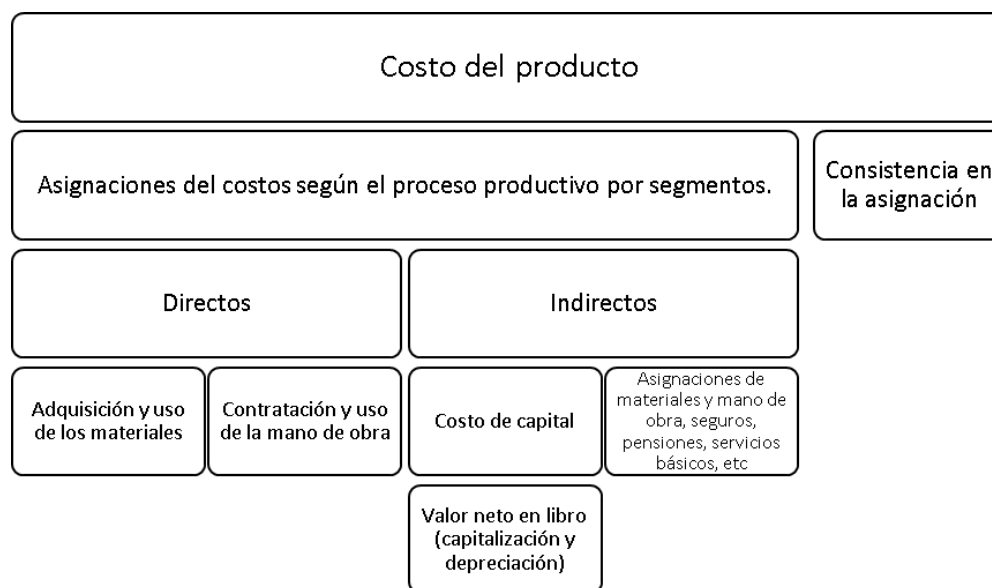 Costo del producto
Asignaciones del costos según el proceso productivo por segmentos.
Consistencia en
la asignación
Directos
Indirectos
Adquisición y uso
de los materiales
Contratación y uso
de la mano de obra
Costo de capital
Asignaciones de
materiales y mano de
obra, seguros,
pensiones, servicios
básicos, etc
Valor neto en libro
(capitalización y
depreciación)